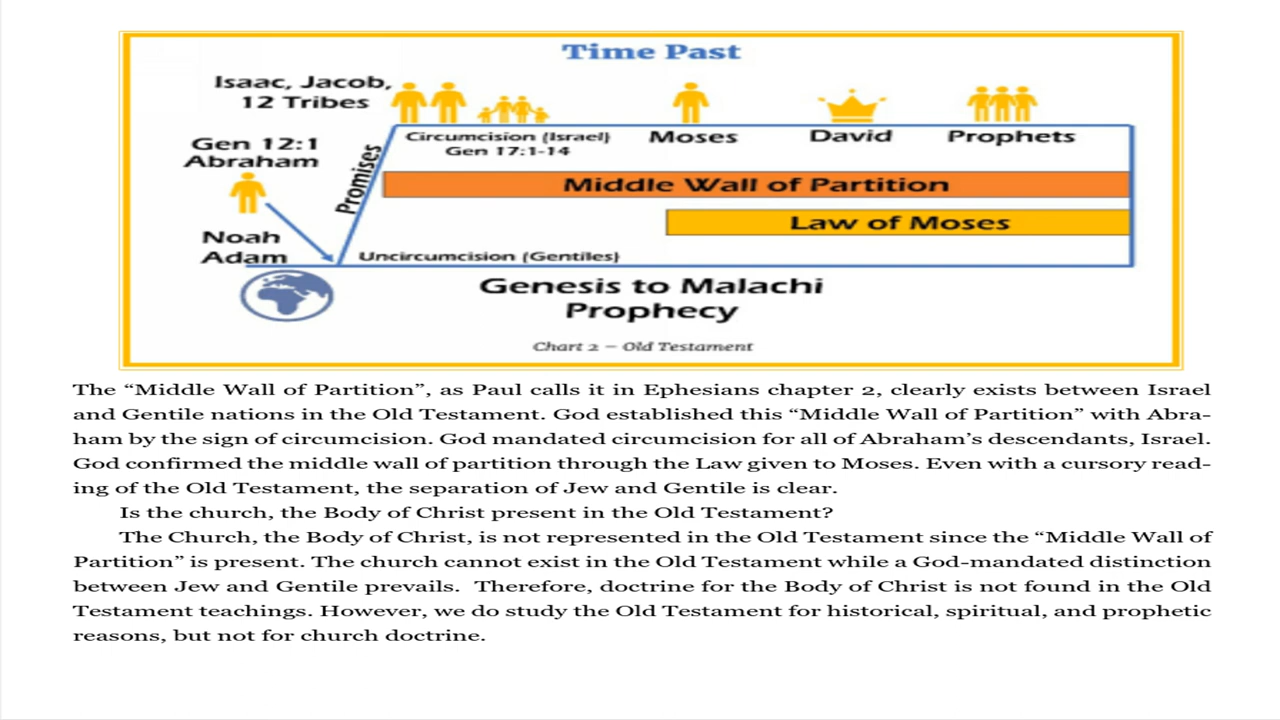 Time Past
Isaac, Jacob,
12 Tribes
Gen 12:1
Abraham
Noah
Adam
Promises
Circumcision (Israel)
Gen 17:1-14
Moses
David
Prophets
Middle Wall of Partition
Law of Moses
Uncircumcision (Gentiles)
Genesis to Malachi
Prophecy
Chart 2 – Old Testament
The “Middle Wall of Partition”, as Paul calls it in Ephesians chapter 2, clearly exists between Israel
and Gentile nations in the Old Testament. God established this “Middle Wall of Partition” with Abra-
ham by the sign of circumcision. God mandated circumcision for all of Abraham’s descendants, Israel.
God confirmed the middle wall of partition through the Law given to Moses. Even with a cursory read-
ing of the Old Testament, the separation of Jew and Gentile is clear.
Is the church, the Body of Christ present in the Old Testament?
The Church, the Body of Christ, is not represented in the Old Testament since the “Middle Wall of
Partition” is present. The church cannot exist in the Old Testament while a God-mandated distinction
between Jew and Gentile prevails. Therefore, doctrine for the Body of Christ is not found in the Old
Testament teachings. However, we do study the Old Testament for historical, spiritual, and prophetic
reasons, but not for church doctrine.